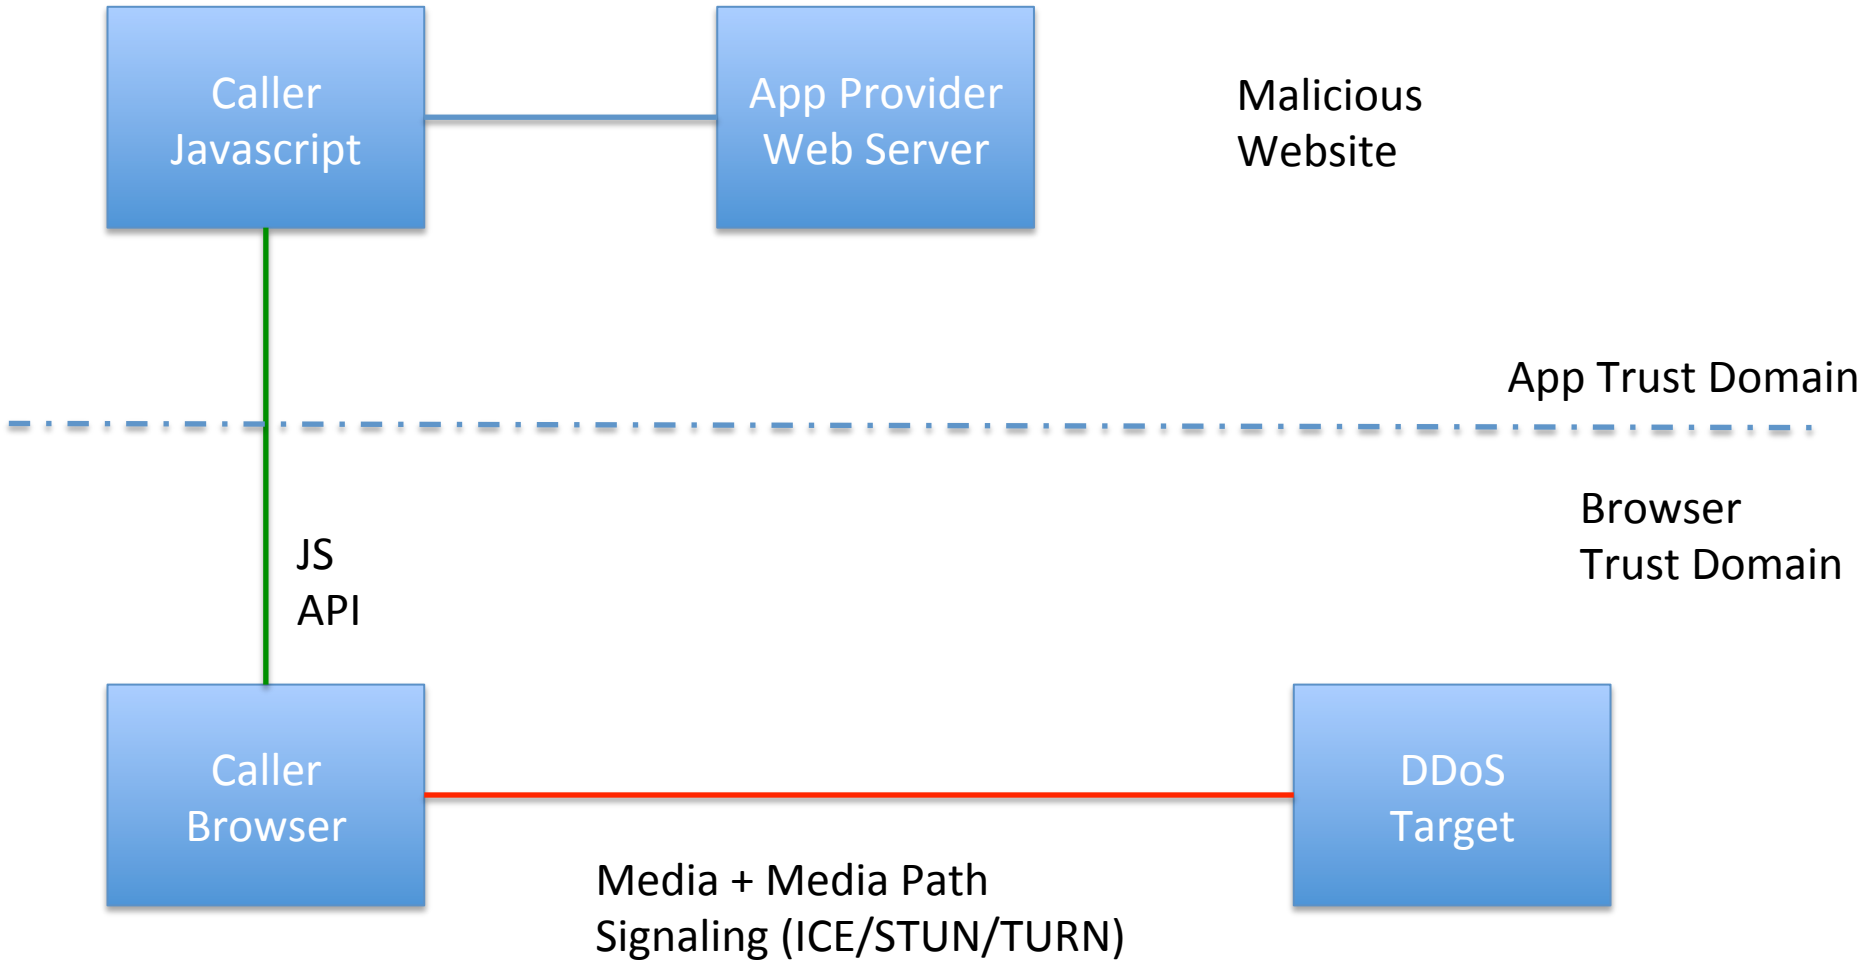 Caller
Javascript
App Provider
Web Server
Malicious
Website
App Trust Domain
Browser
Trust Domain
JS
API
Caller
Browser
DDoS
Target
Media + Media Path
Signaling (ICE/STUN/TURN)